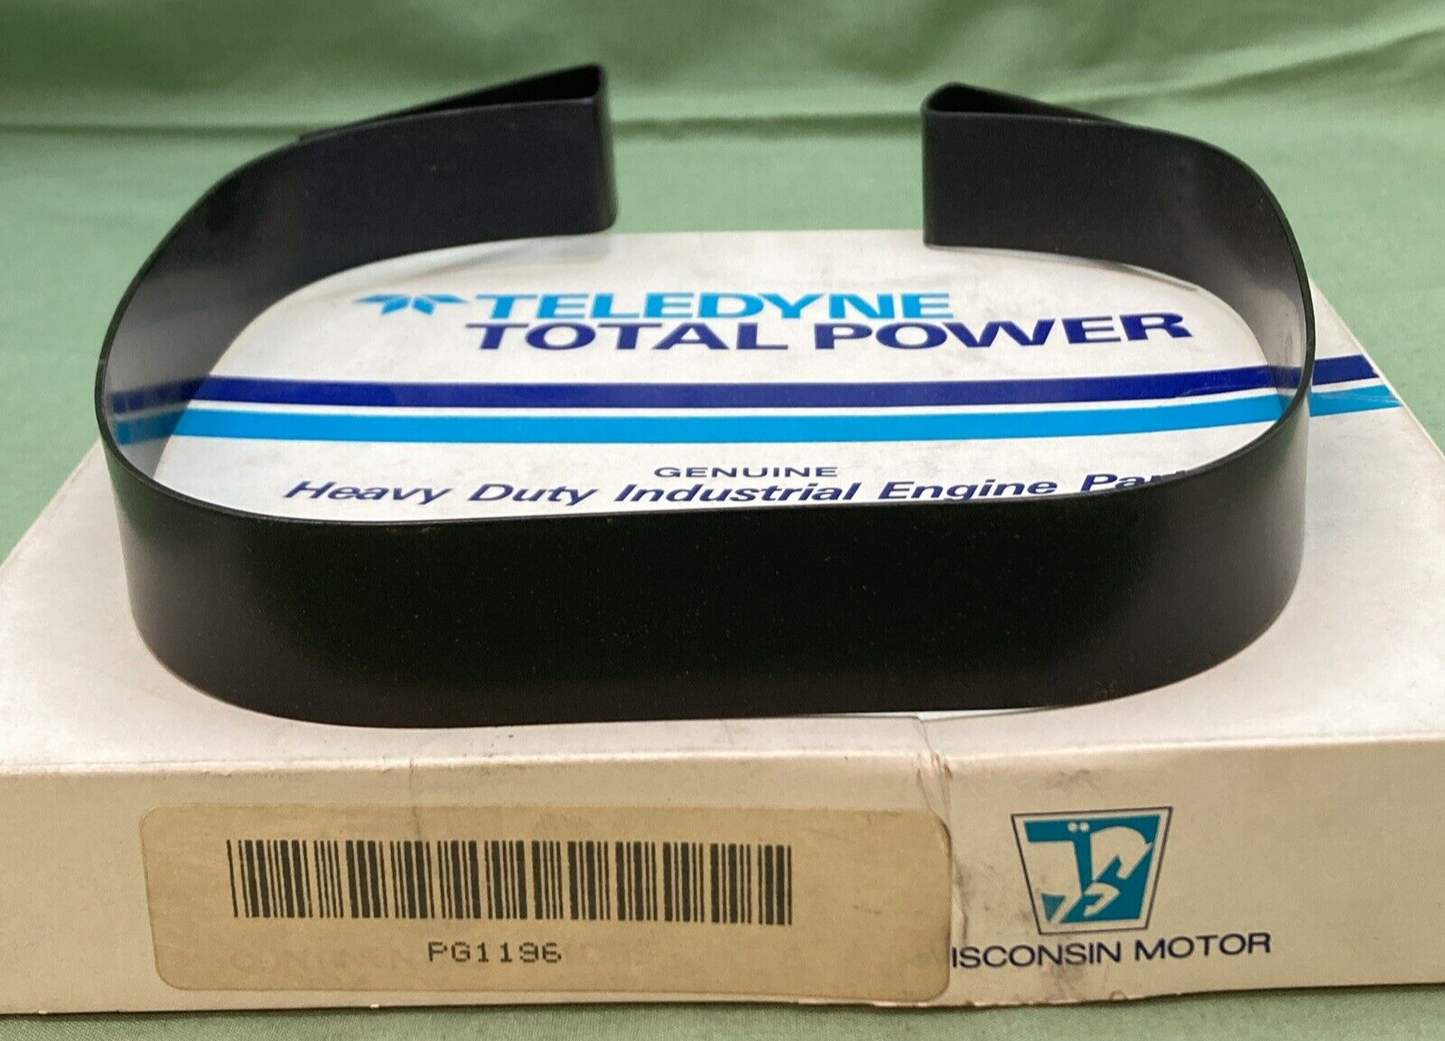 TELEDYNE
TOTAL POWER
GENUINE
Heavy Duty Industrial Engine
PG1196
ISCONSIN MOTOR